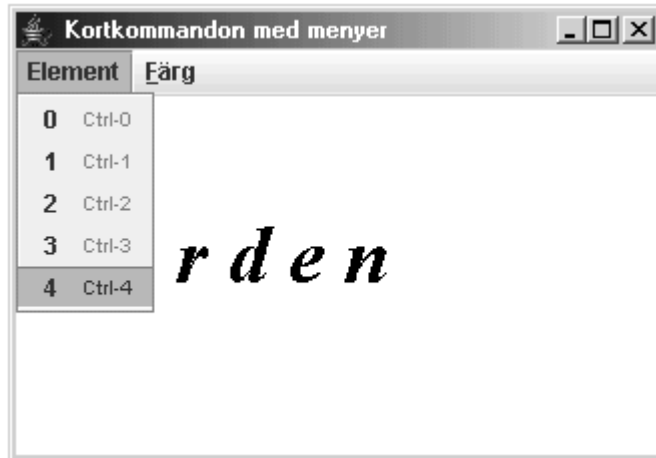 Kortkommandon med menyer
Element Färg
0 Ctrl-0
1 Ctrl-1
2 Ctrl-2
3 Ctrl-3
4 Ctrl-4
r d e n